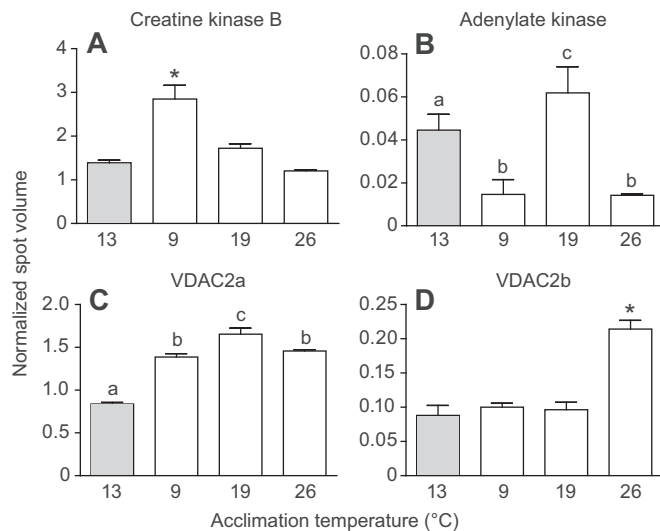 Creatine kinase B
Adenylate kinase
A
B
4
3
2
1
0
*
13 9 19 26
0.08
0.06
0.04
0.02
0
a
b
c
b
13 9 19 26
Normalized spot volume
VDAC2a
VDAC2b
C
D
2.0
1.5
1.0
0.5
0
a
b
c
b
13 9 19 26
0.25
0.20
0.15
0.10
0.05
0
*
13 9 19 26
Acclimation temperature (°C)